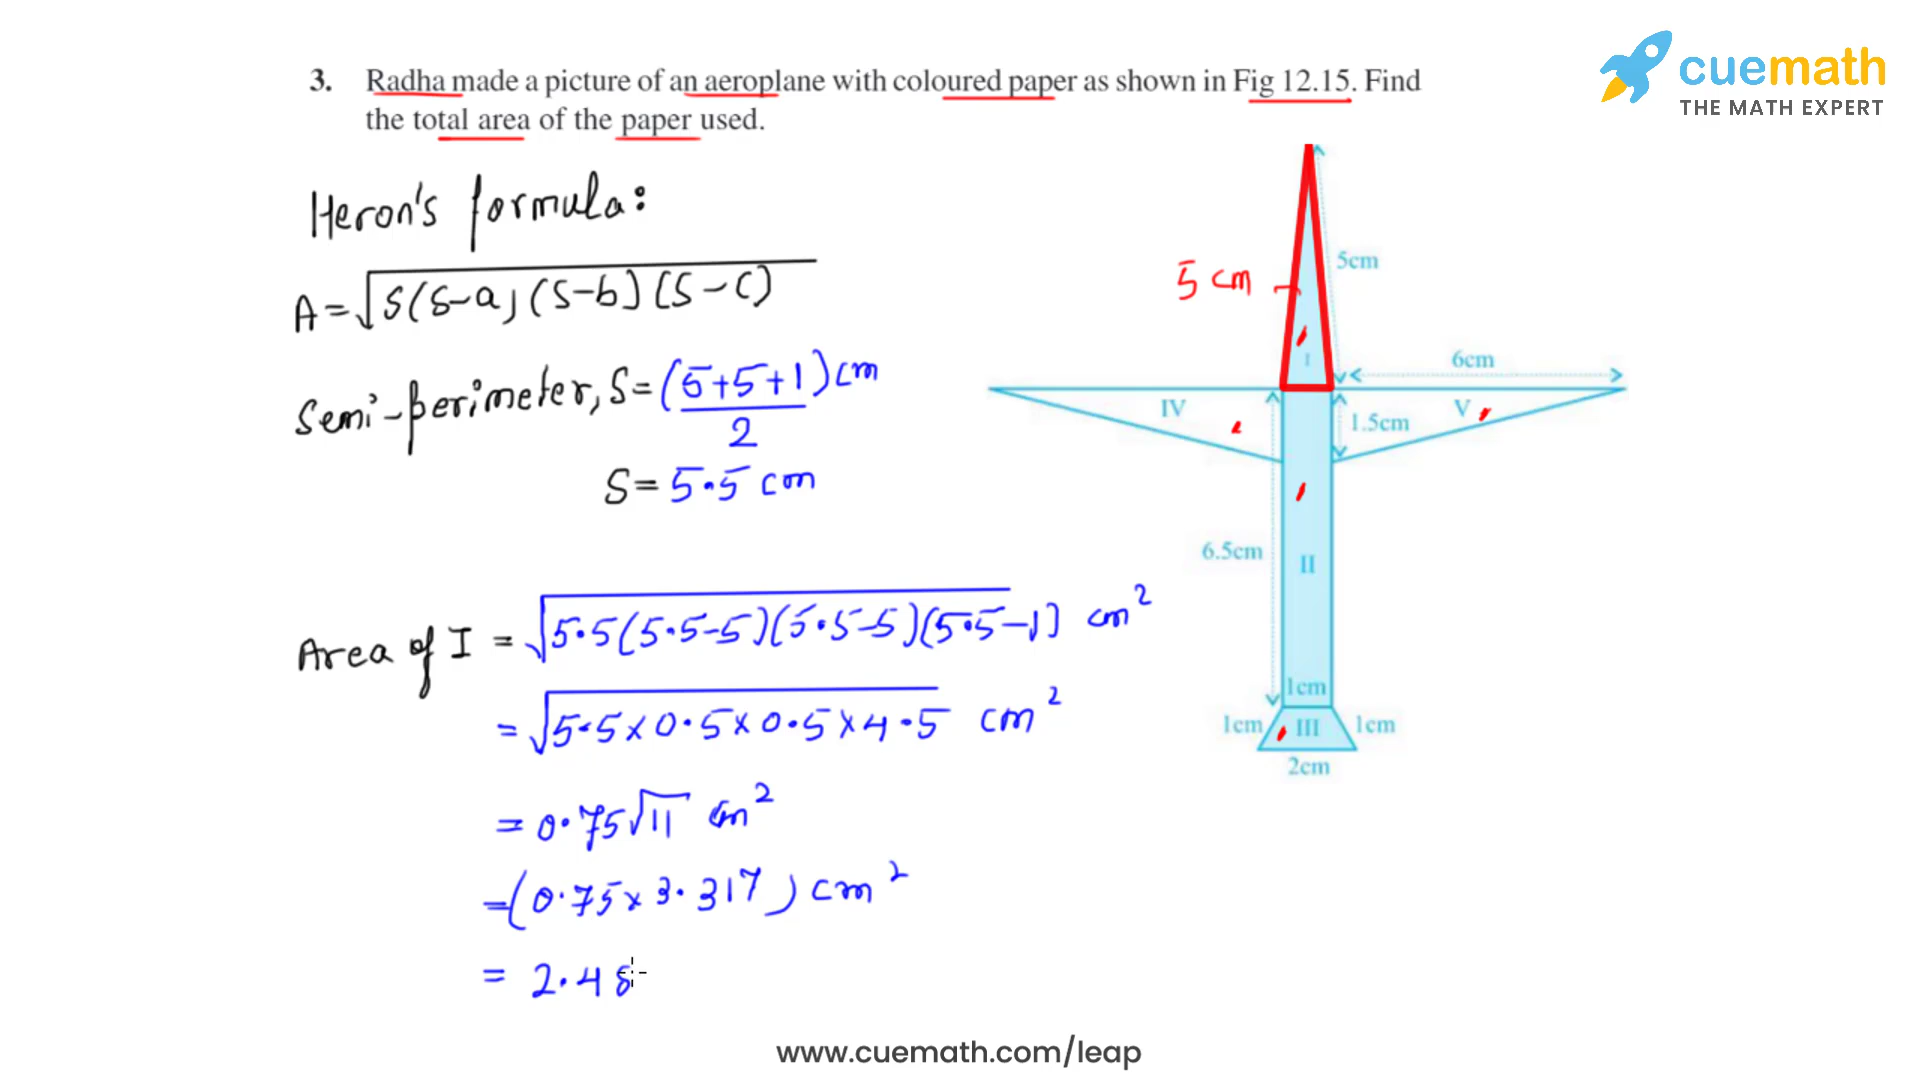 3. Radha made a picture of an aeroplane with coloured paper as shown in Fig 12.15. Find
the total area of the paper used.
cuemath
THE MATH EXPERT
Heron's formula:
A=√S(S-a)(S-b)(S-c)
Semi-perimeter, S=(5+5+1)cm
2
S=5.5 cm
Area of I = √5.5(5.5-5)(5.5-5)(5.5-1) cm²
= √5.5×0.5×0.5×4.5 cm²
= 0.75√11 cm²
=(0.75×3.317) cm²
= 2.48
5 cm
5cm
I
6cm
IV
V
1.5cm
6.5cm
II
1cm
1cm
III
1cm
2cm
www.cuemath.com/leap